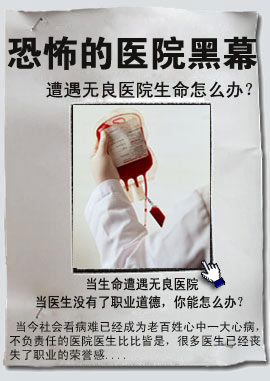 恐怖的医院黑幕
遭遇无良医院生命怎么办？
当生命遭遇无良医院
当医生没有了职业道德，你能怎么办？
当今社会看病难已经成为老百姓心中一大心病，
不负责任的医院医生比比皆是，很多医生已经丧
失了职业的荣誉感....